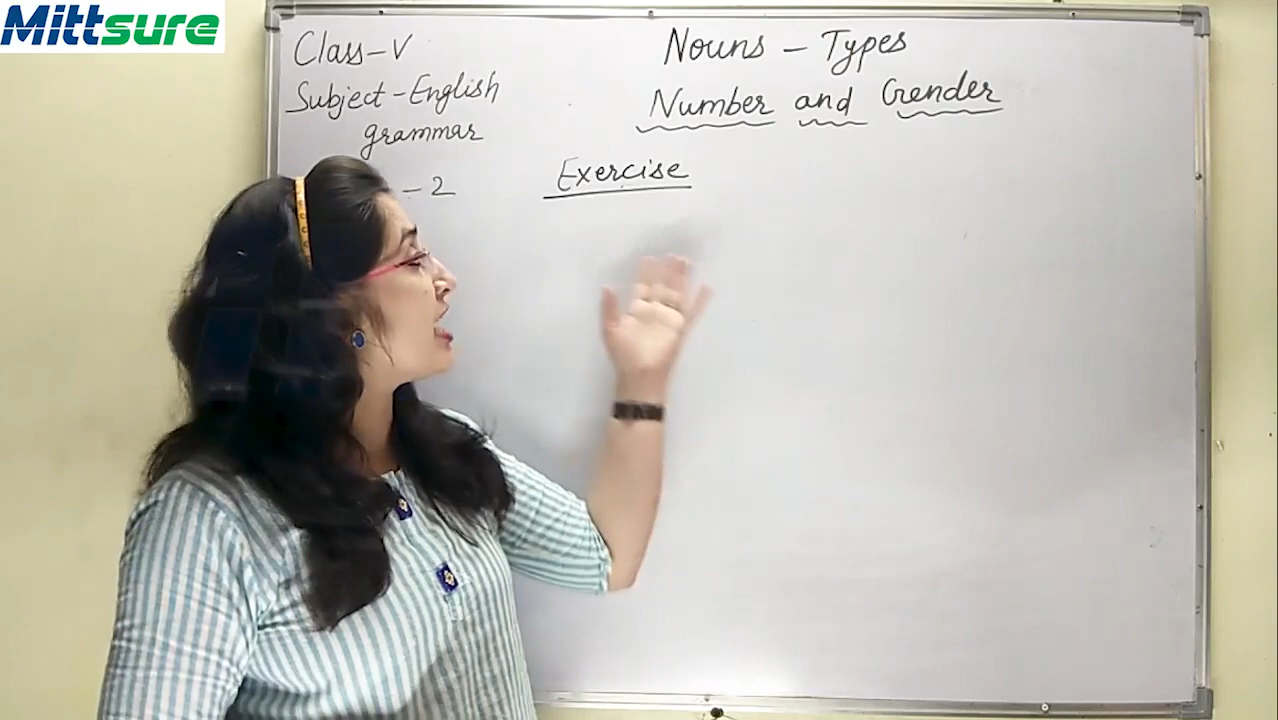 Mittsure
Class-V
Subject-English
grammar
-2
Nouns - Types
Number and Gender
Exercise